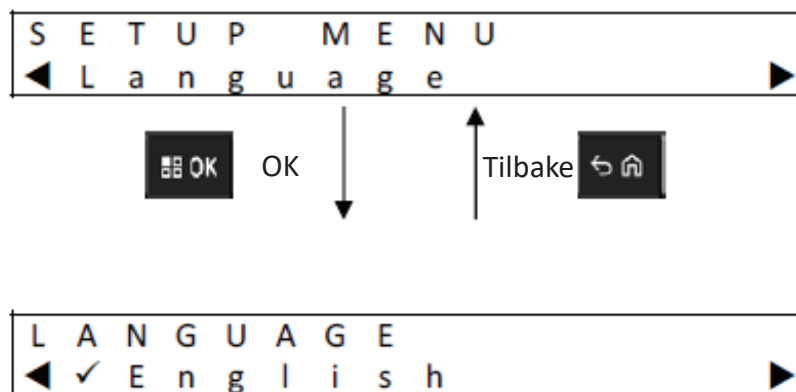 SETUP MENU
◀ Language ▶
OK OK Tilbake
LANGUAGE
◀ ✓ English ▶